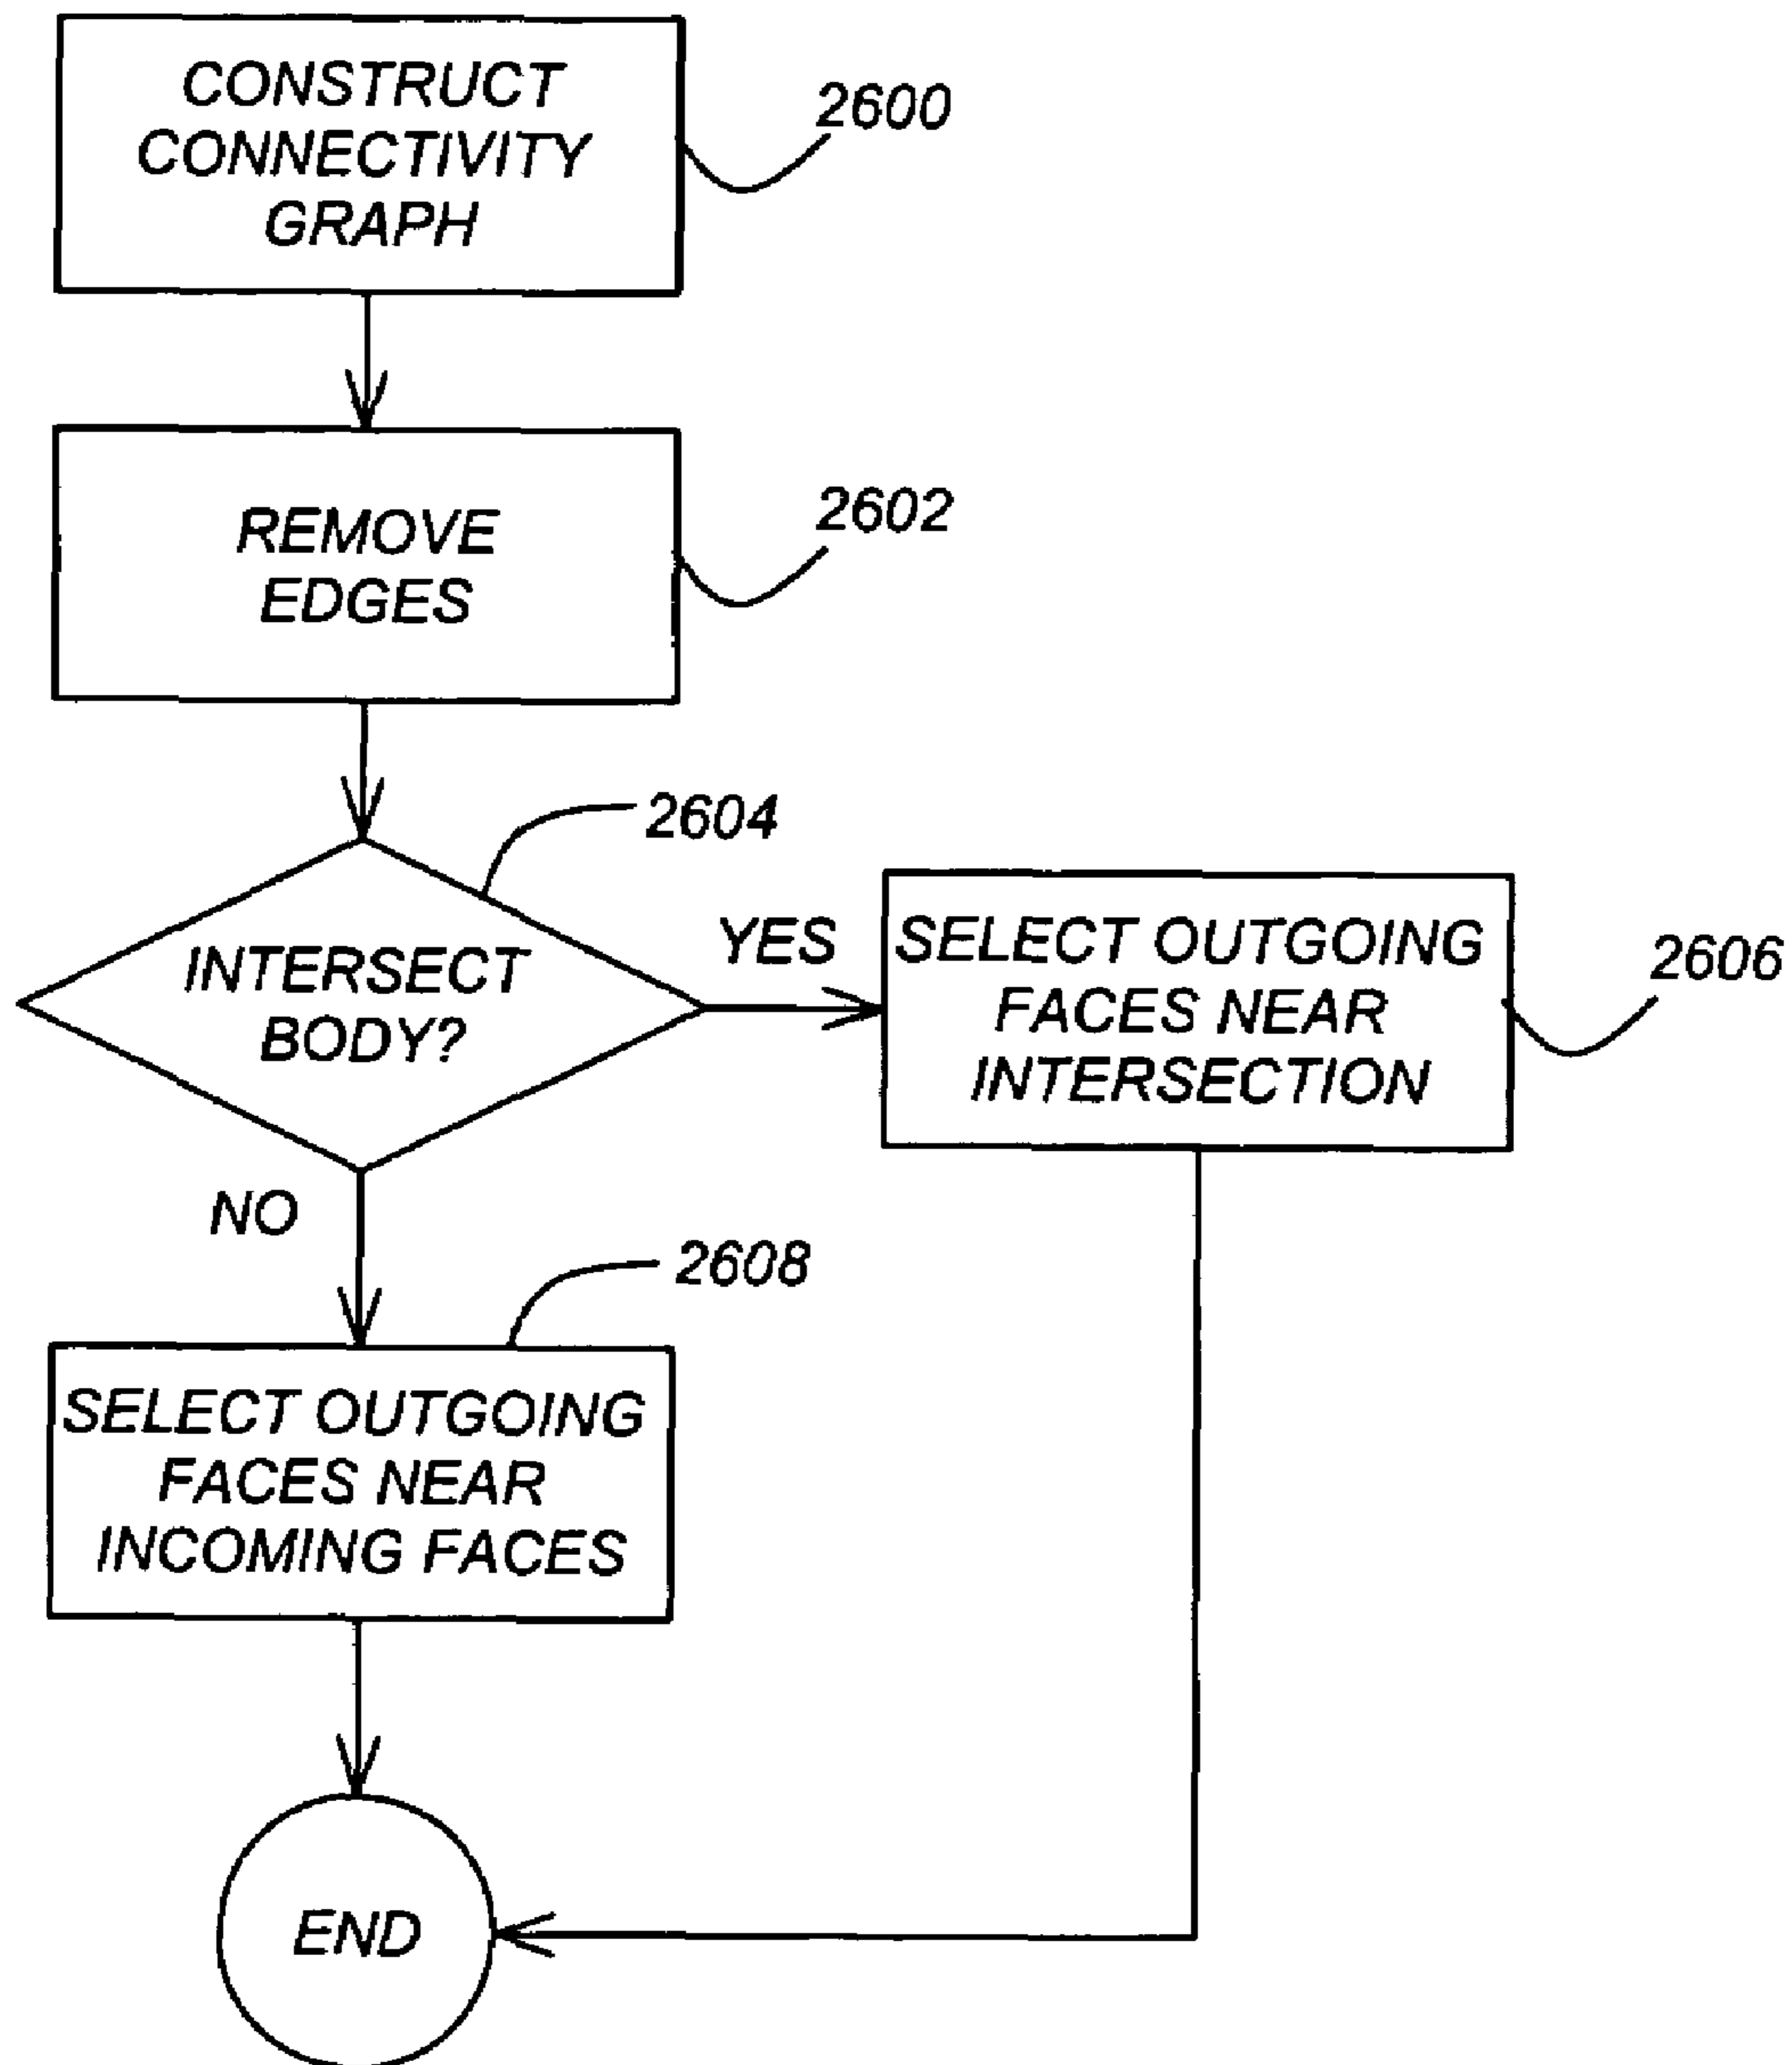 CONSTRUCT
CONNECTIVITY
GRAPH
2600
REMOVE
EDGES
2602
2604
INTERSECT
BODY?
YES
SELECT OUTGOING
FACES NEAR
INTERSECTION
2606
NO
2608
SELECT OUTGOING
FACES NEAR
INCOMING FACES
END